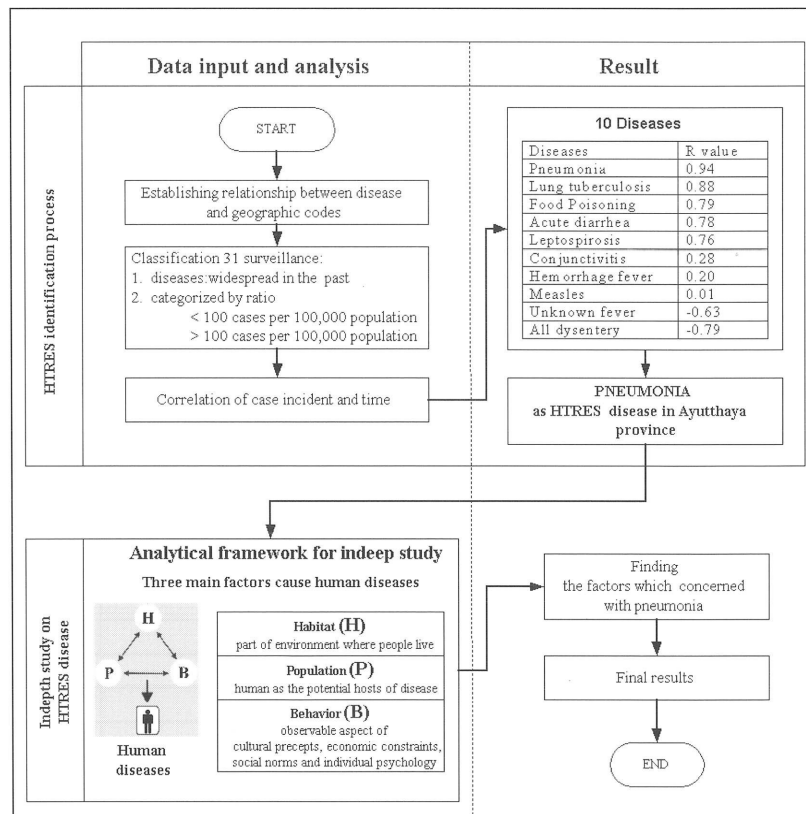 Data input and analysis
Result
HTRES identification process
START
Establishing relationship between disease
and geographic codes
Classification 31 surveillance:
1. diseases:widespread in the past
2. categorized by ratio
< 100 cases per 100,000 population
> 100 cases per 100,000 population
Correlation of case incident and time
10 Diseases
Diseases R value
Pneumonia 0.94
Lung tuberculosis 0.88
Food Poisoning 0.79
Acute diarrhea 0.78
Leptospirosis 0.76
Conjunctivitis 0.28
Hemorrhage fever 0.20
Measles 0.01
Unknown fever -0.63
All dysentery -0.79
PNEUMONIA
as HTRES disease in Ayutthaya
province
Indepth study on
HTRES disease
Analytical framework for indeep study
Three main factors cause human diseases
H
P
B
Human
diseases
Habitat (H)
part of environment where people live
Population (P)
human as the potential hosts of disease
Behavior (B)
observable aspect of
cultural precepts, economic constraints,
social norms and individual psychology
Finding
the factors which concerned
with pneumonia
Final results
END